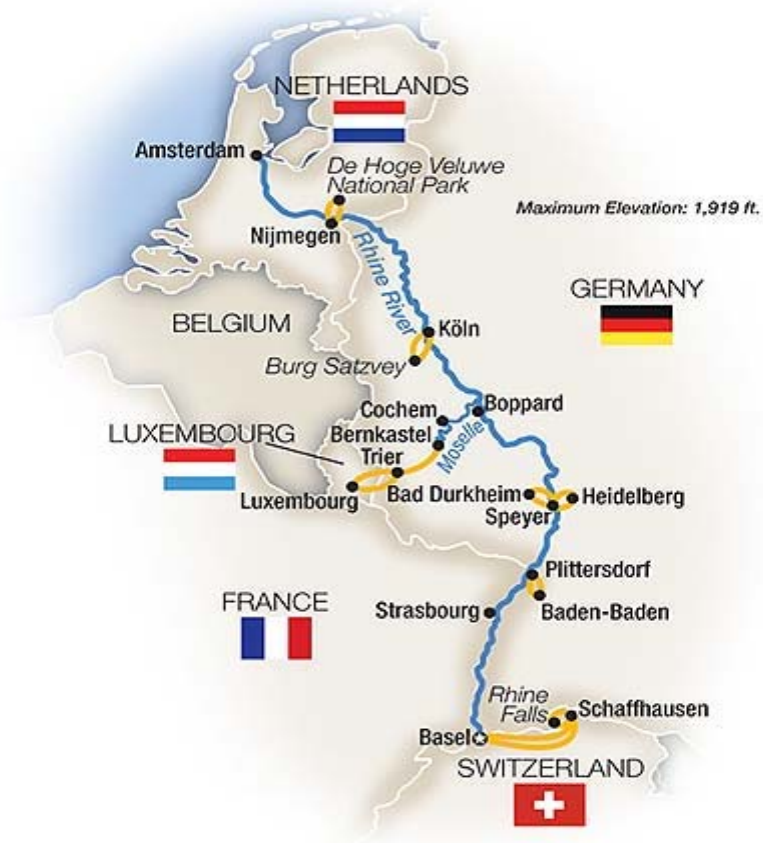 NETHERLANDS
Amsterdam
De Hoge Veluwe
National Park
Maximum Elevation: 1,919 ft.
Nijmegen
Rhine River
GERMANY
BELGIUM
Köln
Burg Satzvey
Cochem
Boppard
LUXEMBOURG
Bernkastel
Moselle
Trier
Luxembourg
Bad Durkheim
Heidelberg
Speyer
Plittersdorf
FRANCE
Strasbourg
Baden-Baden
Rhine
Falls
Schaffhausen
Basel
SWITZERLAND